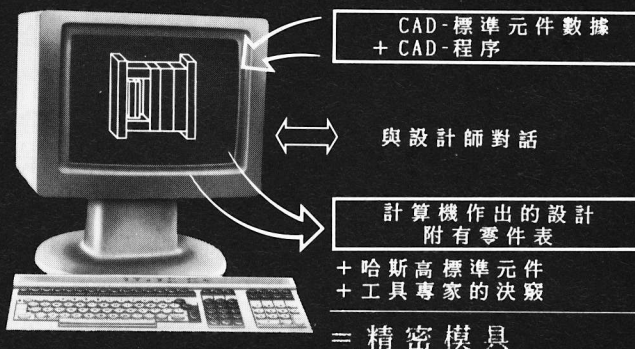 CAD-標準元件數據
+CAD-程序
與設計師對話
計算機作出的設計
附有零件表
+哈斯高標準元件
+工具專家的決竅
=精密模具